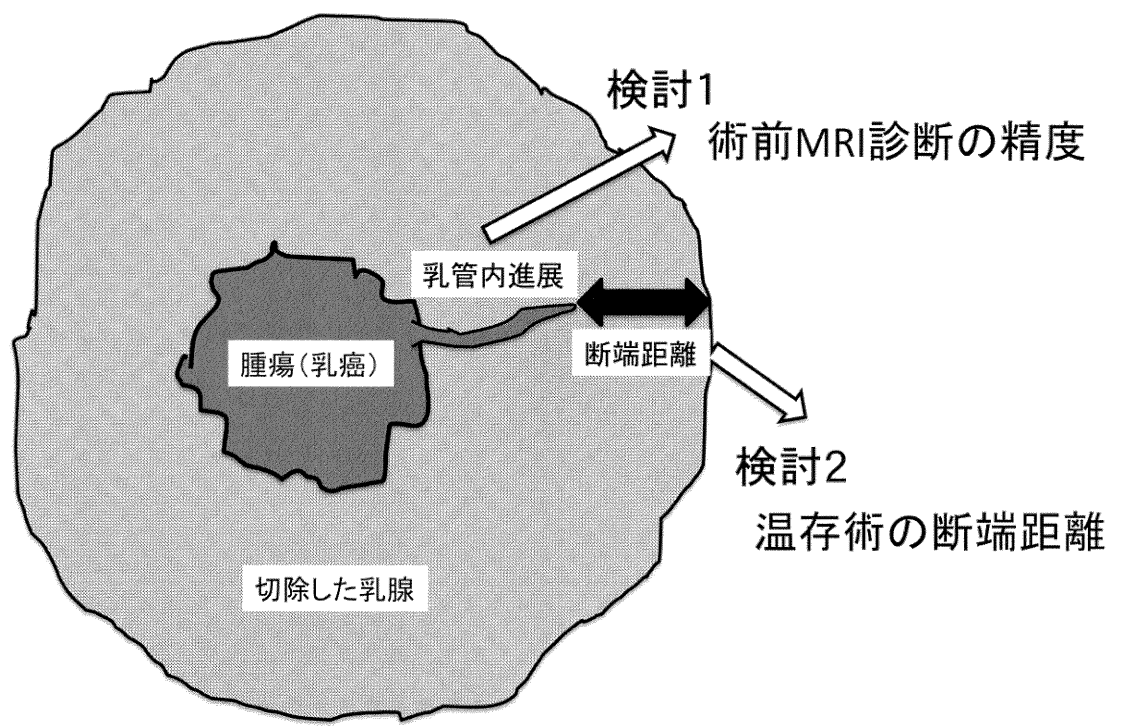 検討1
術前MRI診断の精度
乳管内進展
断端距離
腫瘍（乳癌）
検討2
温存術の断端距離
切除した乳腺